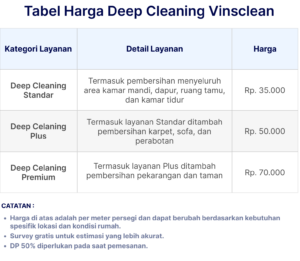 Tabel Harga Deep Cleaning Vinsclean
Kategori Layanan
Detail Layanan
Harga
Deep Cleaning
Standar
Termasuk pembersihan menyeluruh
area kamar mandi, dapur, ruang tamu,
dan kamar tidur
Rp. 35.000
Deep Celaning
Plus
Termasuk layanan Standar ditambah
pembersihan karpet, sofa, dan
perabotan
Rp. 50.000
Deep Celaning
Premium
Termasuk layanan Plus ditambah
pembersihan pekarangan dan taman
Rp. 70.000
CATATAN :
• Harga di atas adalah per meter persegi dan dapat berubah berdasarkan kebutuhan
spesifik lokasi dan kondisi rumah.
• Survey gratis untuk estimasi yang lebih akurat.
• DP 50% diperlukan pada saat pemesanan.